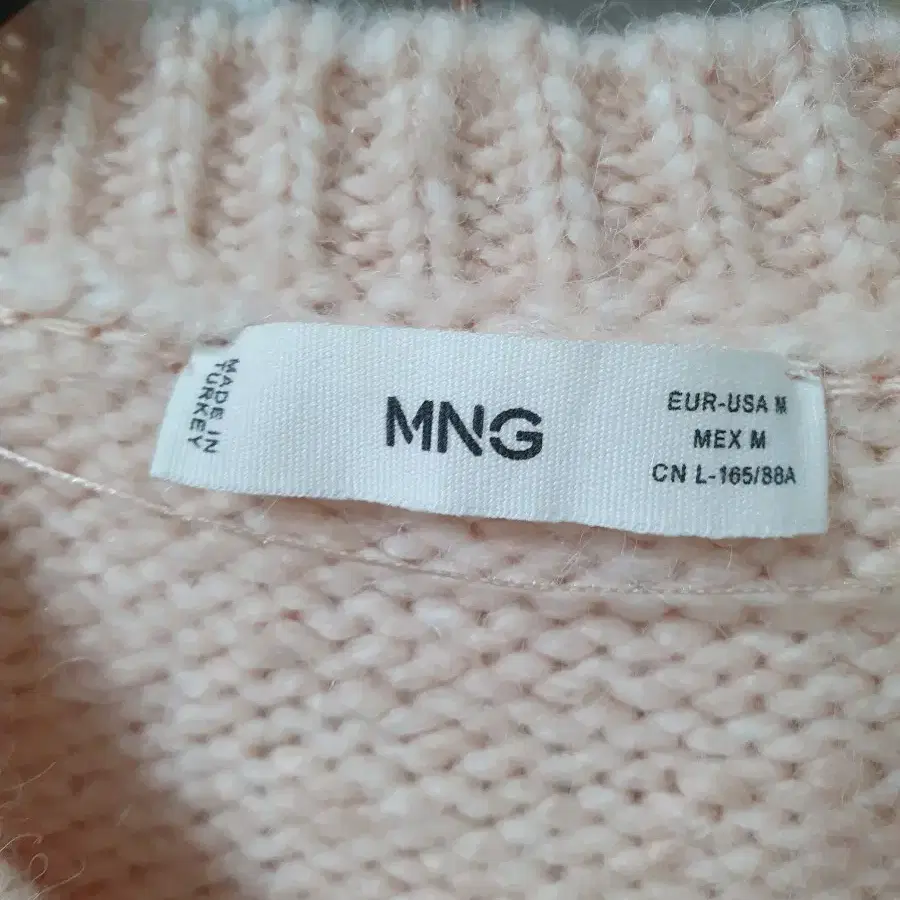 MADE IN
TURKEY
MNG
EUR-USA M
MEX M
CN L-165/88A